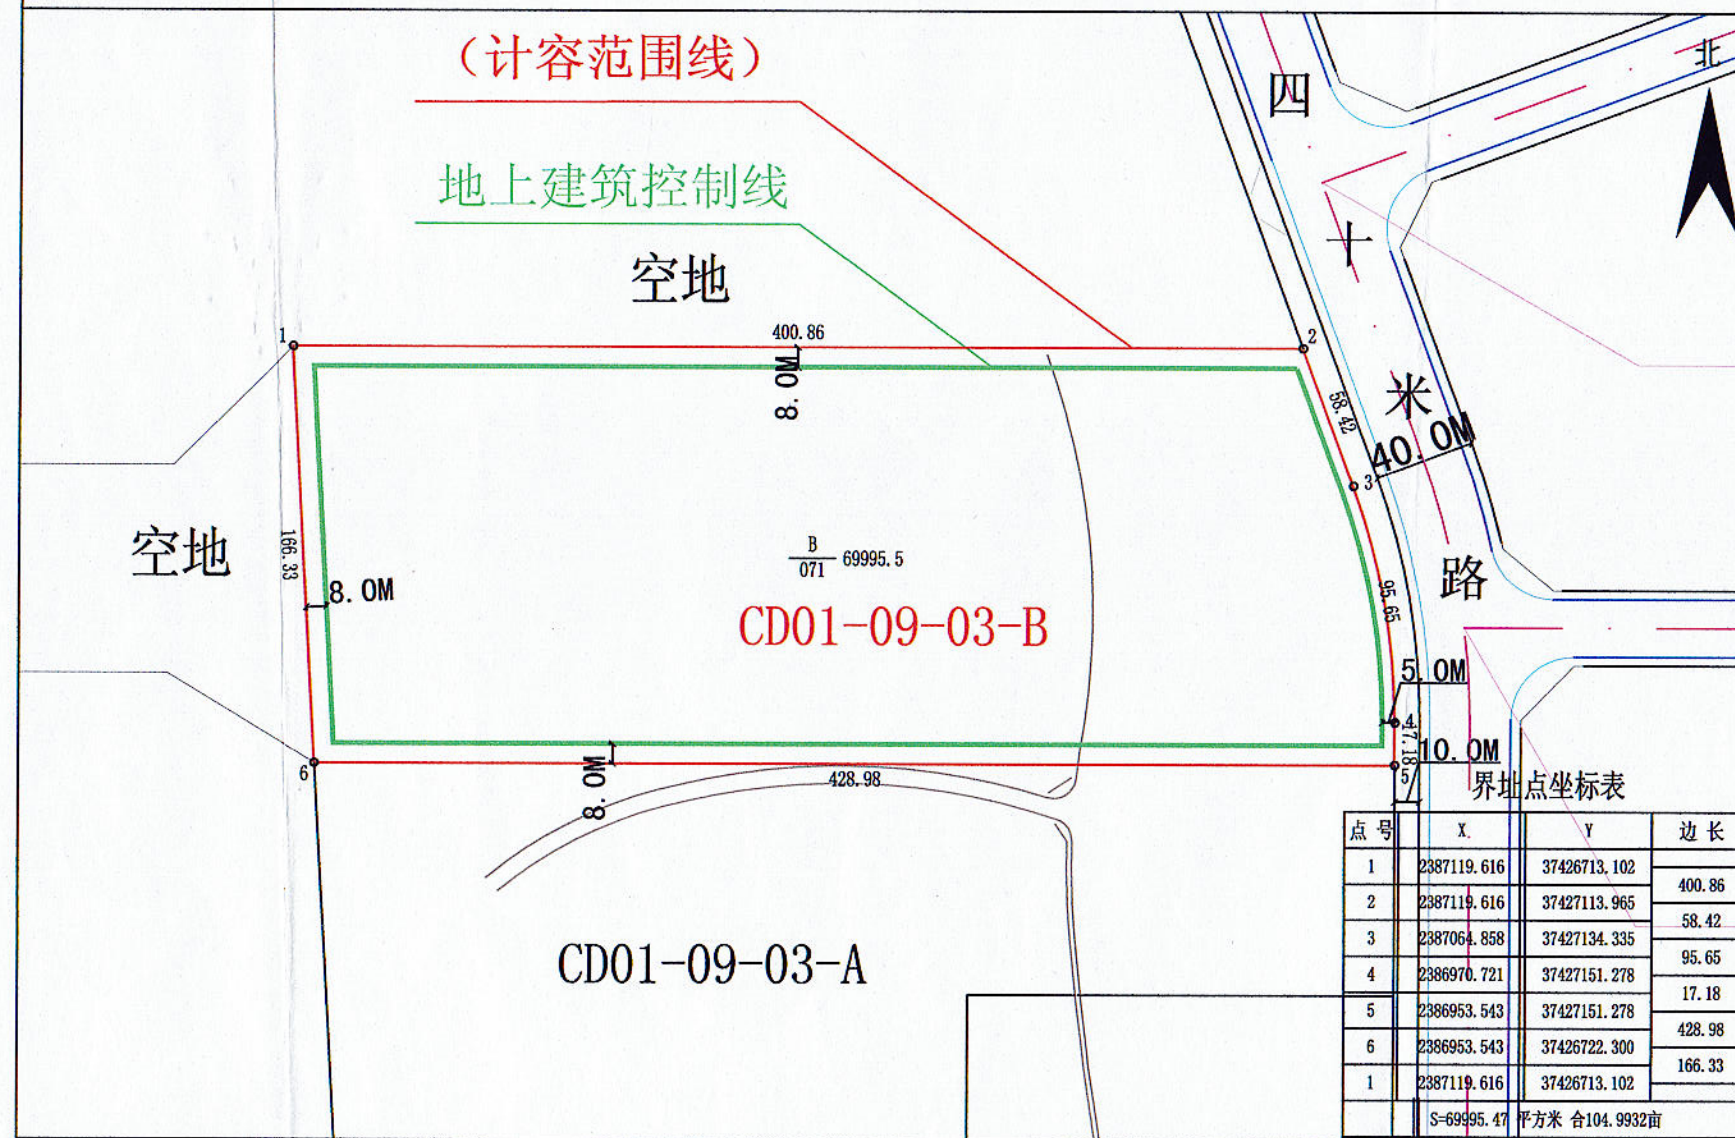 （计容范围线）
地上建筑控制线
北
四
十
米
路
空地
1
400.86
2
8.0M
58.42
40.0M
3
空地
166.33
8.0M
B
071
69995.5
CD01-09-03-B
95.65
5.0M
4
17.18
10.0M
5
6
8.0M
428.98
CD01-09-03-A
界址点坐标表
点号 X Y 边长
1 2387119.616 37426713.102
400.86
2 2387119.616 37427113.965
58.42
3 2387064.858 37427134.335
95.65
4 2386970.721 37427151.278
17.18
5 2386953.543 37427151.278
428.98
6 2386953.543 37426722.300
166.33
1 2387119.616 37426713.102
S=69995.47 平方米 合104.9932亩